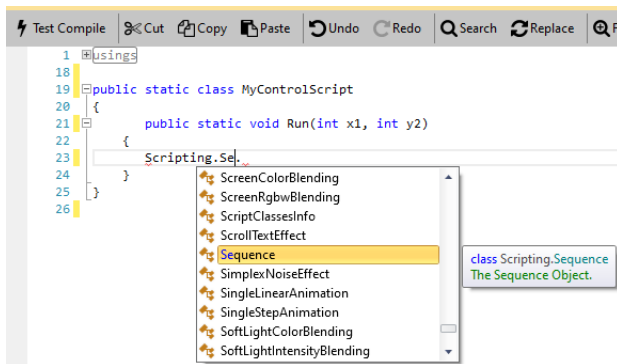 Test Compile Cut Copy Paste Undo Redo Search Replace F
1 usings
18
19 public static class MyControlScript
20 {
21 public static void Run(int x1, int y2)
22 {
23 Scripting.Se.
24 }
25 }
26
ScreenColorBlending
ScreenRgbwBlending
ScriptClassesInfo
ScrollTextEffect
Sequence
SimplexNoiseEffect
SingleLinearAnimation
SingleStepAnimation
SoftLightColorBlending
SoftLightIntensityBlending
class Scripting.Sequence
The Sequence Object.